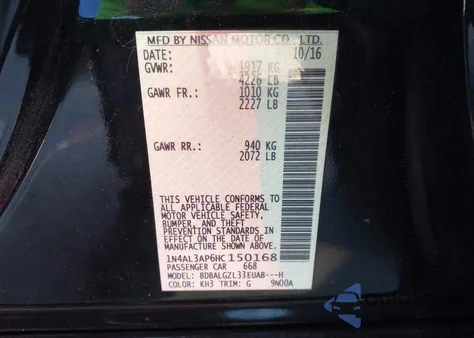 MFD BY NISSAN MOTOR CO., LTD.
DATE: 10/16
GVWR: 1917 KG
4226 LB
GAWR FR.: 1010 KG
2227 LB
GAWR RR.: 940 KG
2072 LB
THIS VEHICLE CONFORMS TO
ALL APPLICABLE FEDERAL
MOTOR VEHICLE SAFETY,
BUMPER, AND THEFT
PREVENTION STANDARDS IN
EFFECT ON THE DATE OF
MANUFACTURE SHOWN ABOVE.
1N4AL3AP6HC150168
PASSENGER CAR 668
MODEL: BDBALGZL33EUAB---H
COLOR: KH3 TRIM: G 9N00A